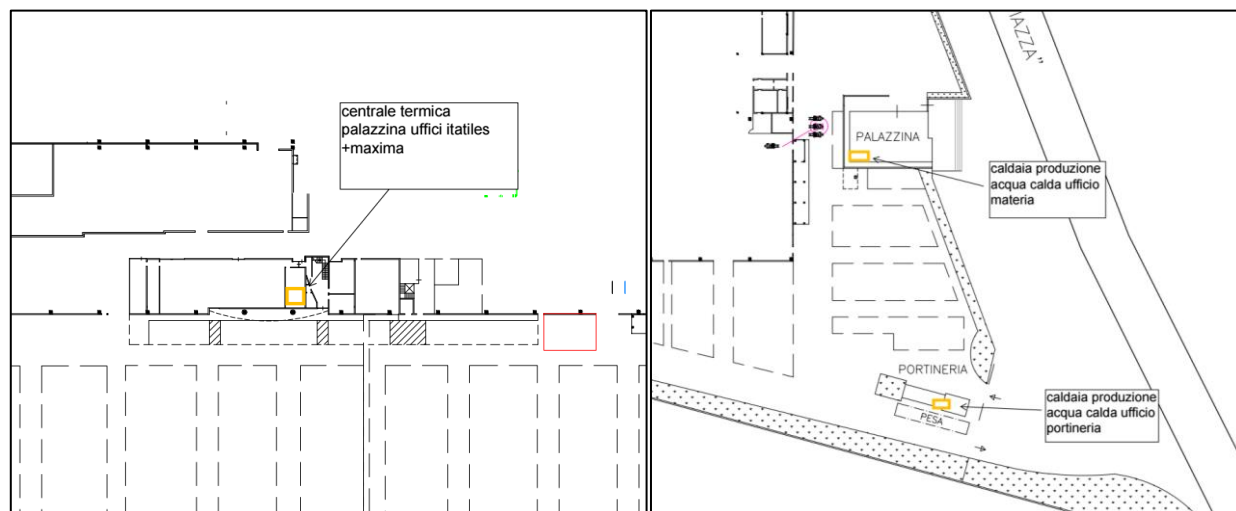 centrale termica
palazzina uffici itatiles
+maxima
IAZZA"
PALAZZINA
caldaia produzione
acqua calda ufficio
materia
PORTINERIA
PESA
caldaia produzione
acqua calda ufficio
portineria